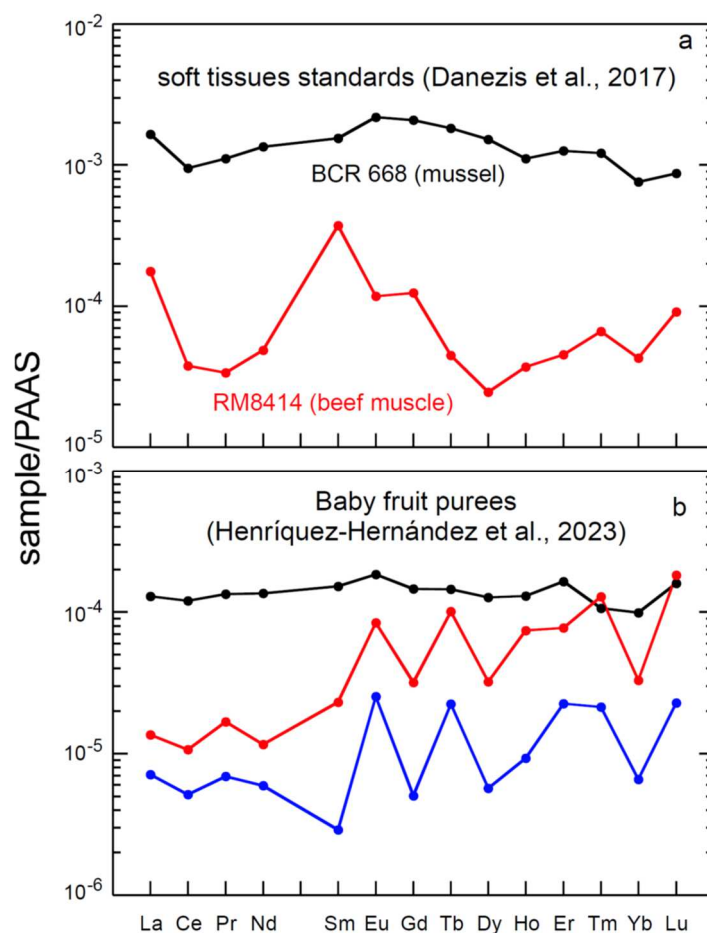 sample/PAAS
10⁻²
a
soft tissues standards (Danezis et al., 2017)
10⁻³
BCR 668 (mussel)
10⁻⁴
RM8414 (beef muscle)
10⁻⁵
10⁻³
Baby fruit purees
b
(Henríquez-Hernández et al., 2023)
10⁻⁴
10⁻⁵
10⁻⁶
La Ce Pr Nd Sm Eu Gd Tb Dy Ho Er Tm Yb Lu